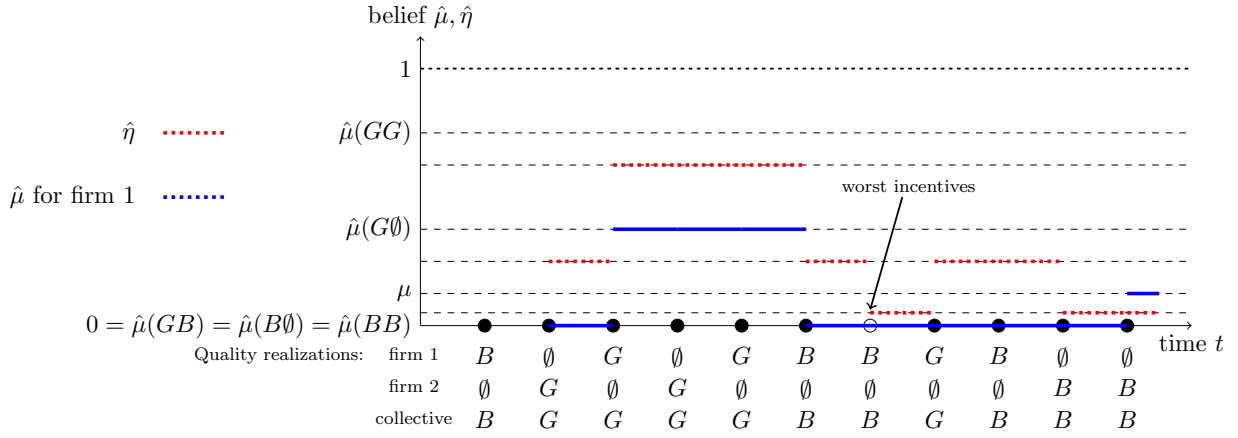 belief μ̂, η̂
1
η̂
μ̂(GG)
worst incentives
μ̂ for firm 1
μ̂(G∅)
μ
0 = μ̂(GB) = μ̂(B∅) = μ̂(BB)
time t
Quality realizations: firm 1 B ∅ G ∅ G B B G B ∅ ∅
firm 2 ∅ G ∅ G ∅ ∅ ∅ ∅ ∅ B B
collective B G G G G B B G B B B